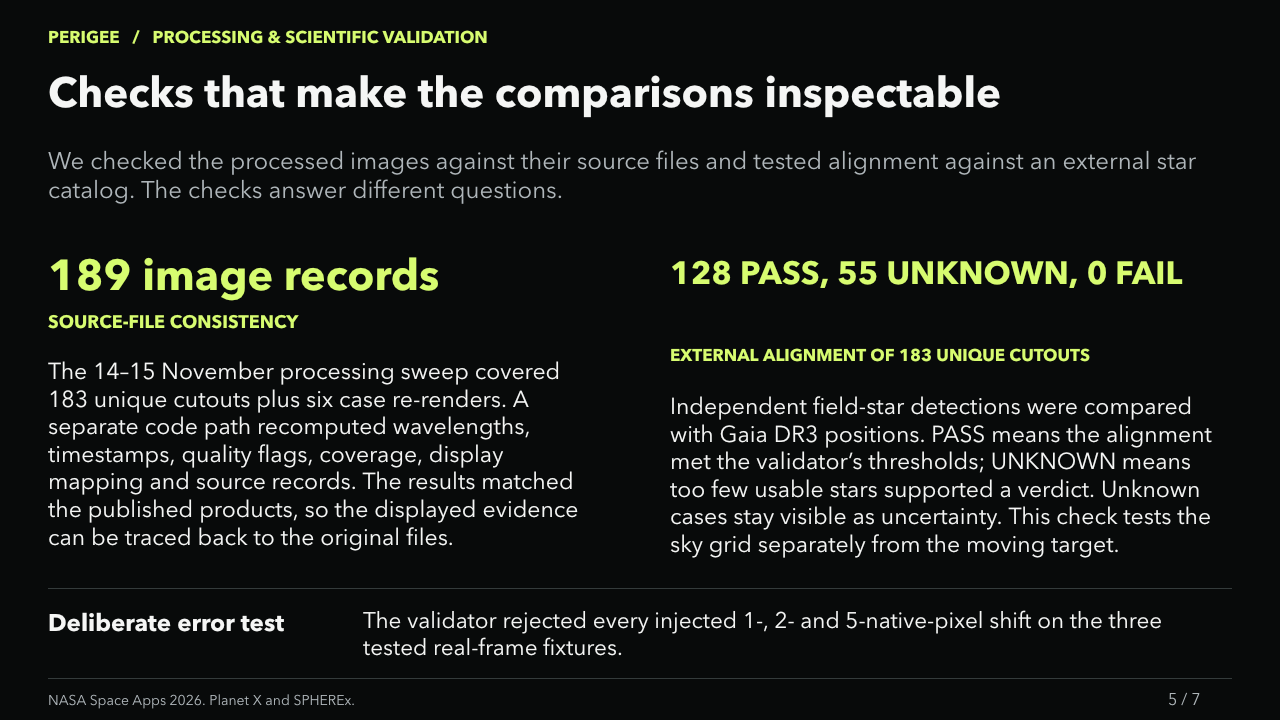 PERIGEE / PROCESSING & SCIENTIFIC VALIDATION
Checks that make the comparisons inspectable
We checked the processed images against their source files and tested alignment against an external star
catalog. The checks answer different questions.
189 image records
SOURCE-FILE CONSISTENCY
The 14–15 November processing sweep covered
183 unique cutouts plus six case re-renders. A
separate code path recomputed wavelengths,
timestamps, quality flags, coverage, display
mapping and source records. The results matched
the published products, so the displayed evidence
can be traced back to the original files.
128 PASS, 55 UNKNOWN, 0 FAIL
EXTERNAL ALIGNMENT OF 183 UNIQUE CUTOUTS
Independent field-star detections were compared
with Gaia DR3 positions. PASS means the alignment
met the validator’s thresholds; UNKNOWN means
too few usable stars supported a verdict. Unknown
cases stay visible as uncertainty. This check tests the
sky grid separately from the moving target.
Deliberate error test
The validator rejected every injected 1-, 2- and 5-native-pixel shift on the three
tested real-frame fixtures.
NASA Space Apps 2026. Planet X and SPHEREx.
5 / 7